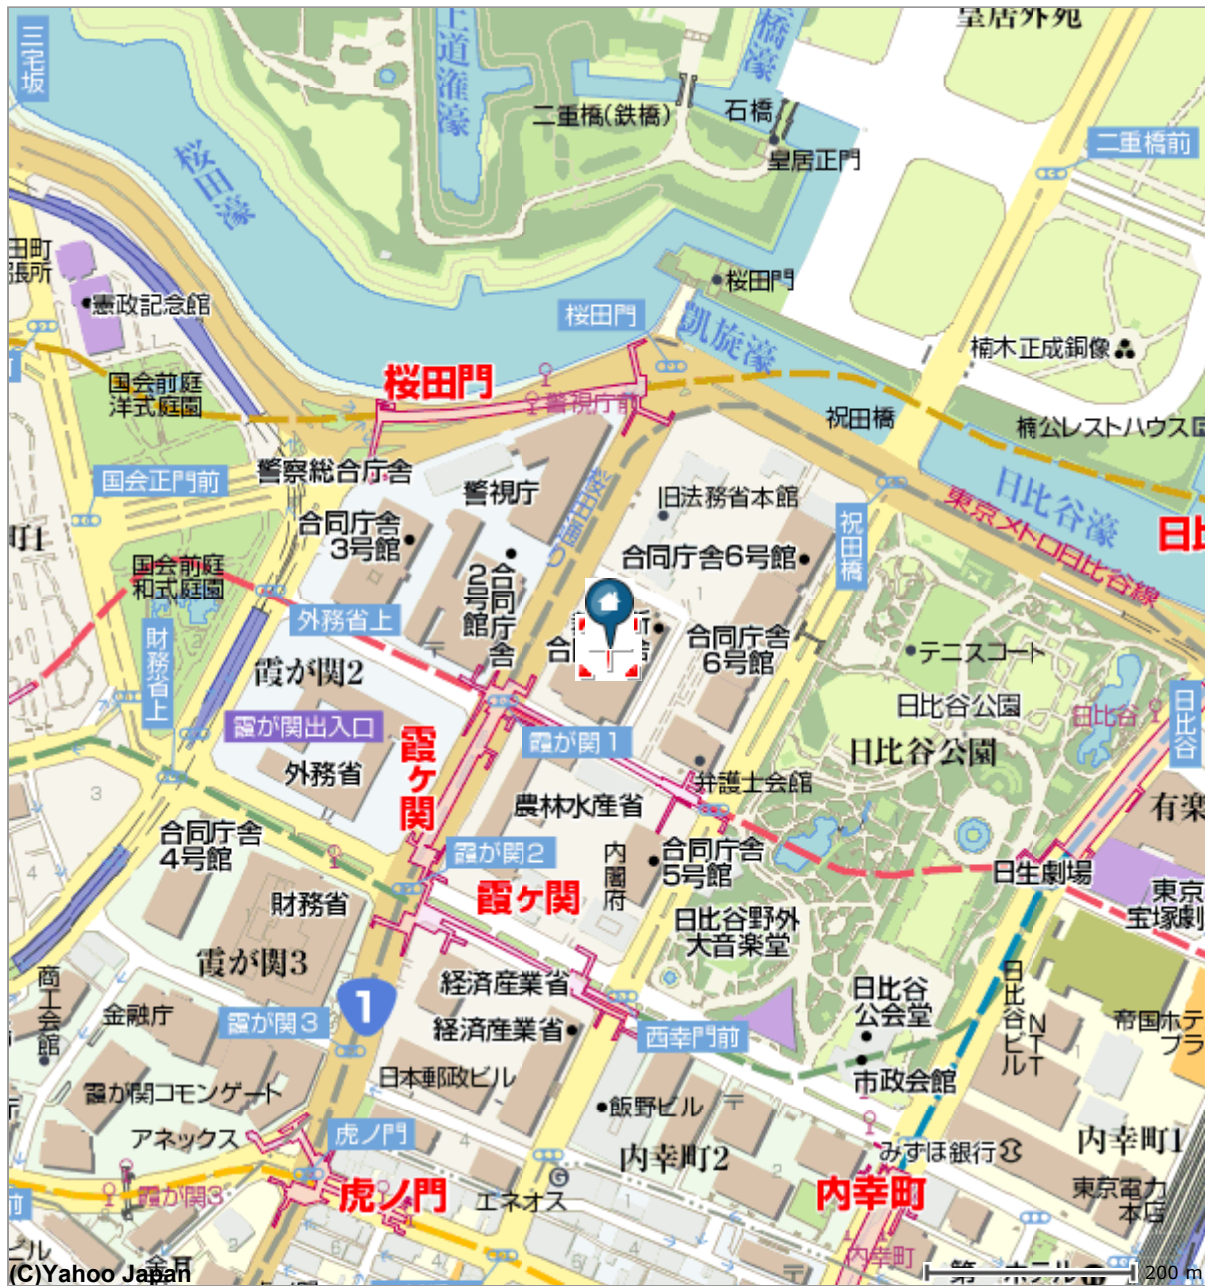 三宅坂
上道潅濠
橋濠
皇居外苑
二重橋(鉄橋)
石橋
皇居正門
二重橋前
桜田濠
田町
張所
憲政記念館
桜田門
桜田門
凱旋濠
楠木正成銅像
国会前庭
洋式庭園
桜田門
警視庁前
祝田橋
楠公レストハウス
国会正門前
警察総合庁舎
警視庁
桜田通り
旧法務省本館
祝田橋
日比谷濠
東京メトロ日比谷線
日比
町1
合同庁舎
3号館
合同庁舎
2号館
合同庁舎6号館
国会前庭
和式庭園
外務省上
財務省上
合同庁舎
6号館
テニスコート
霞が関2
日比谷公園
日比谷
日比谷
霞が関出入口
霞ケ関
霞が関1
日比谷公園
外務省
弁護士会館
農林水産省
有楽
3
合同庁舎
4号館
霞が関2
内閣府
合同庁舎
5号館
日生劇場
4
財務省
霞ケ関
日比谷野外
大音楽堂
東京
宝塚劇
霞が関3
商工会館
金融庁
霞が関3
1
経済産業省
経済産業省
西幸門前
日比谷
公会堂
日比谷ビル
NTT
帝国ホテ
プラ
霞が関コモンゲート
日本郵政ビル
市政会館
飯野ビル
アネックス
虎ノ門
4
内幸町2
みずほ銀行
内幸町1
霞が関3
虎ノ門
エネオス
内幸町
東京電力
本店
前
内幸町
ビル
(C)Yahoo Japan
200 m